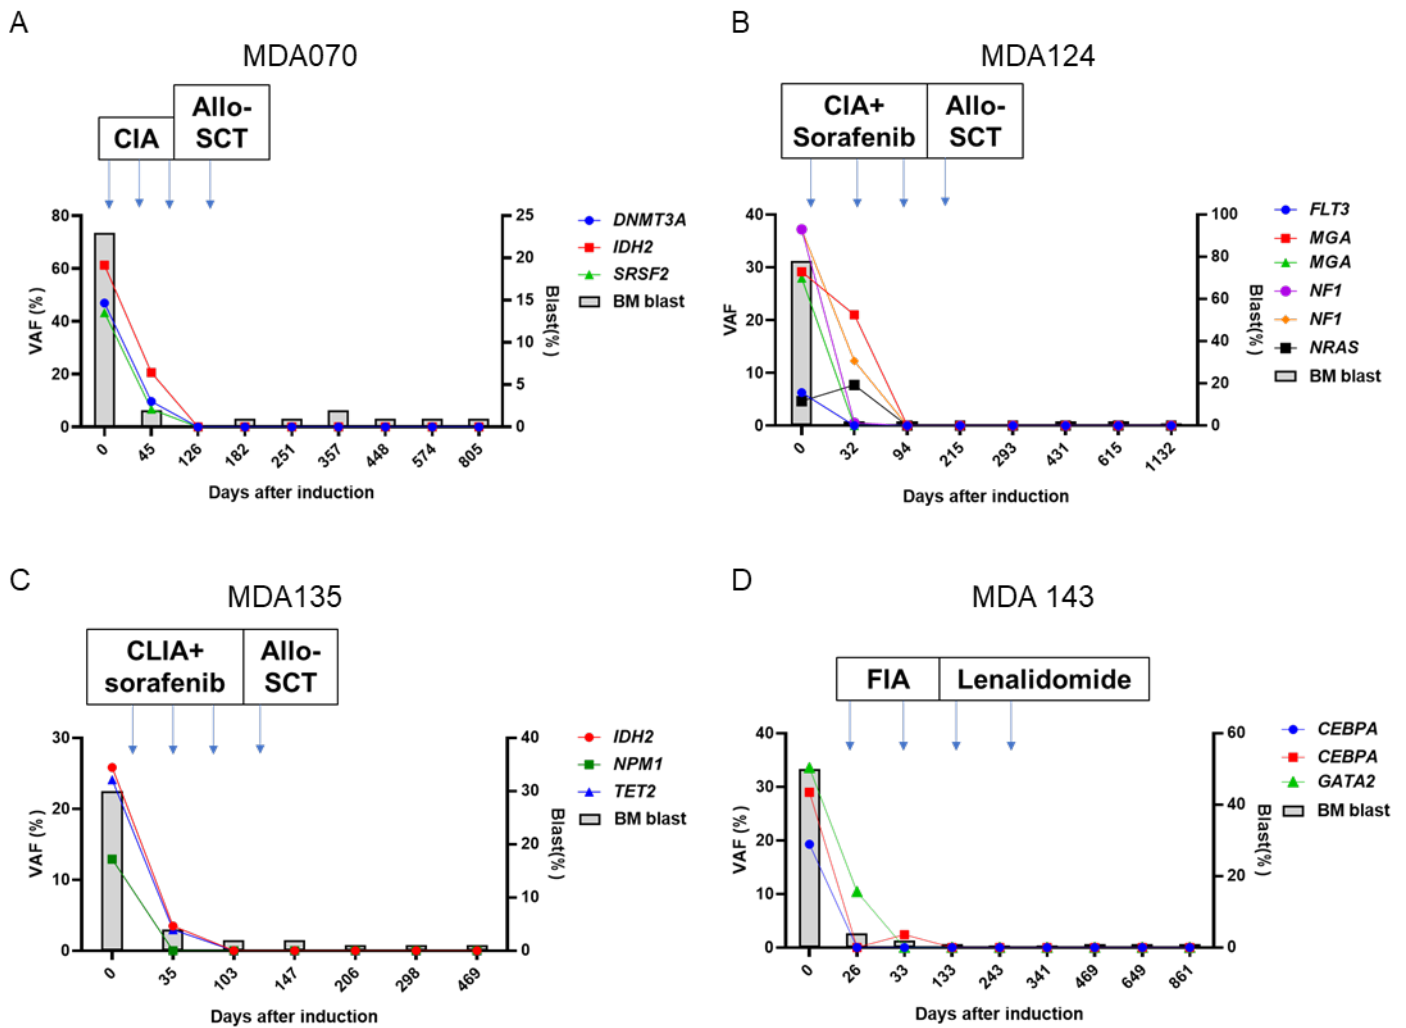 A
MDA070
CIA
Allo-
SCT
VAF (%)
80
60
40
20
0
25
20
15
10
5
0
Blast(%)
0
45
126
182
251
357
448
574
805
Days after induction
DNMT3A
IDH2
SRSF2
BM blast
B
MDA124
CIA+
Sorafenib
Allo-
SCT
VAF
40
30
20
10
0
100
80
60
40
20
0
Blast(%)
0
32
94
215
293
431
615
1132
Days after induction
FLT3
MGA
MGA
NF1
NF1
NRAS
BM blast
C
MDA135
CLIA+
sorafenib
Allo-
SCT
VAF (%)
30
20
10
0
40
30
20
10
0
Blast(%)
0
35
103
147
206
298
469
Days after induction
IDH2
NPM1
TET2
BM blast
D
MDA 143
FIA
Lenalidomide
VAF (%)
40
30
20
10
0
60
40
20
0
Blast(%)
0
26
33
133
243
341
469
649
861
Days after induction
CEBPA
CEBPA
GATA2
BM blast